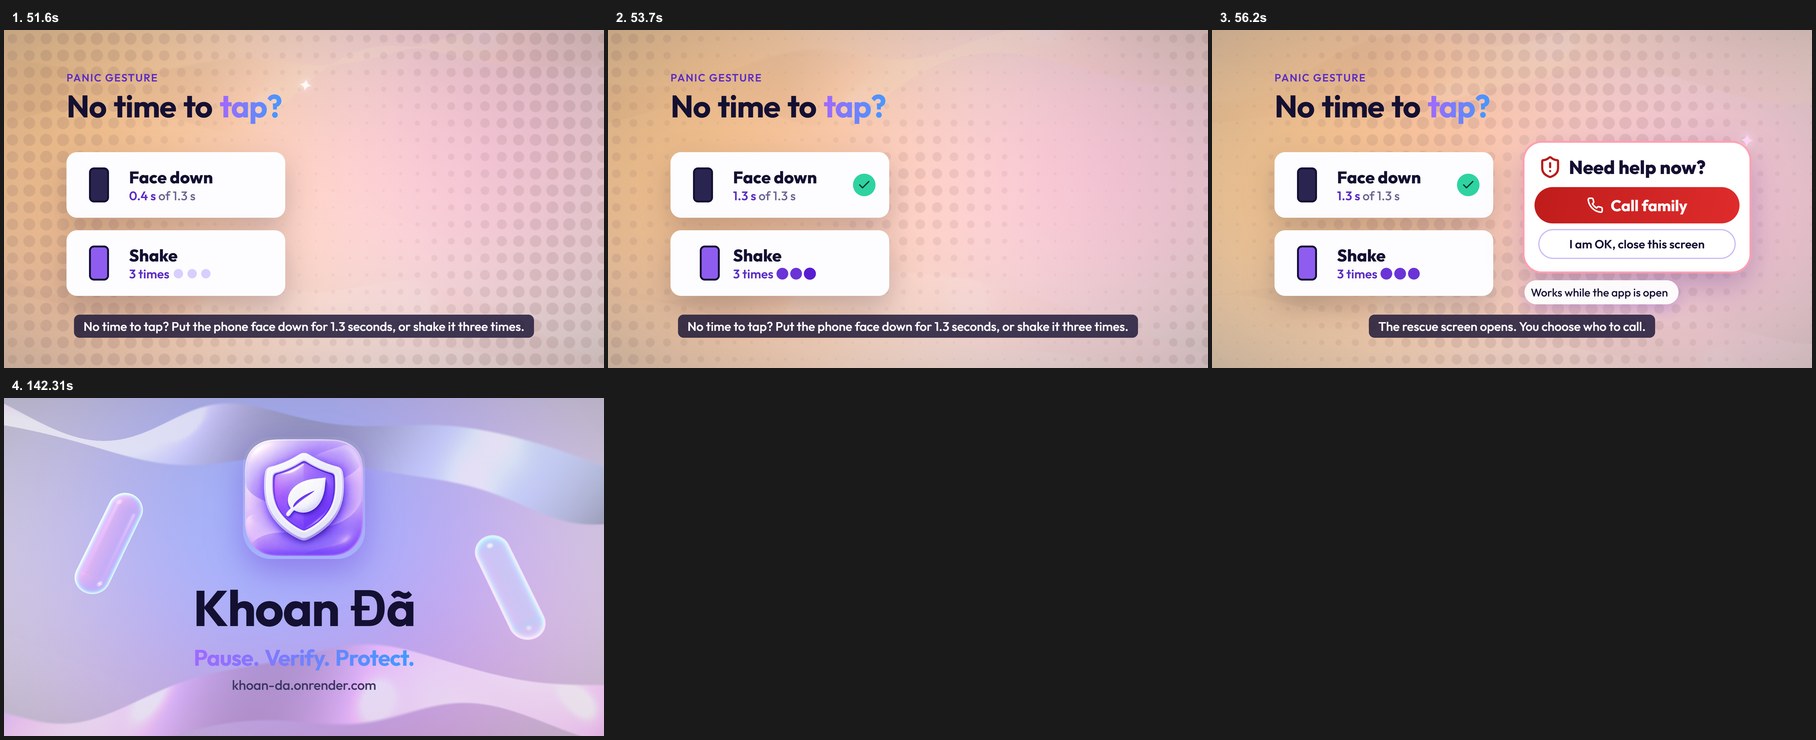 1. 51.6s
PANIC GESTURE
No time to tap?
Face down
0.4 s of 1.3 s
Shake
3 times
No time to tap? Put the phone face down for 1.3 seconds, or shake it three times.
2. 53.7s
PANIC GESTURE
No time to tap?
Face down
1.3 s of 1.3 s
Shake
3 times
No time to tap? Put the phone face down for 1.3 seconds, or shake it three times.
3. 56.2s
PANIC GESTURE
No time to tap?
Face down
1.3 s of 1.3 s
Shake
3 times
Need help now?
Call family
I am OK, close this screen
Works while the app is open
The rescue screen opens. You choose who to call.
4. 142.31s
Khoan Đã
Pause. Verify. Protect.
khoan-da.onrender.com